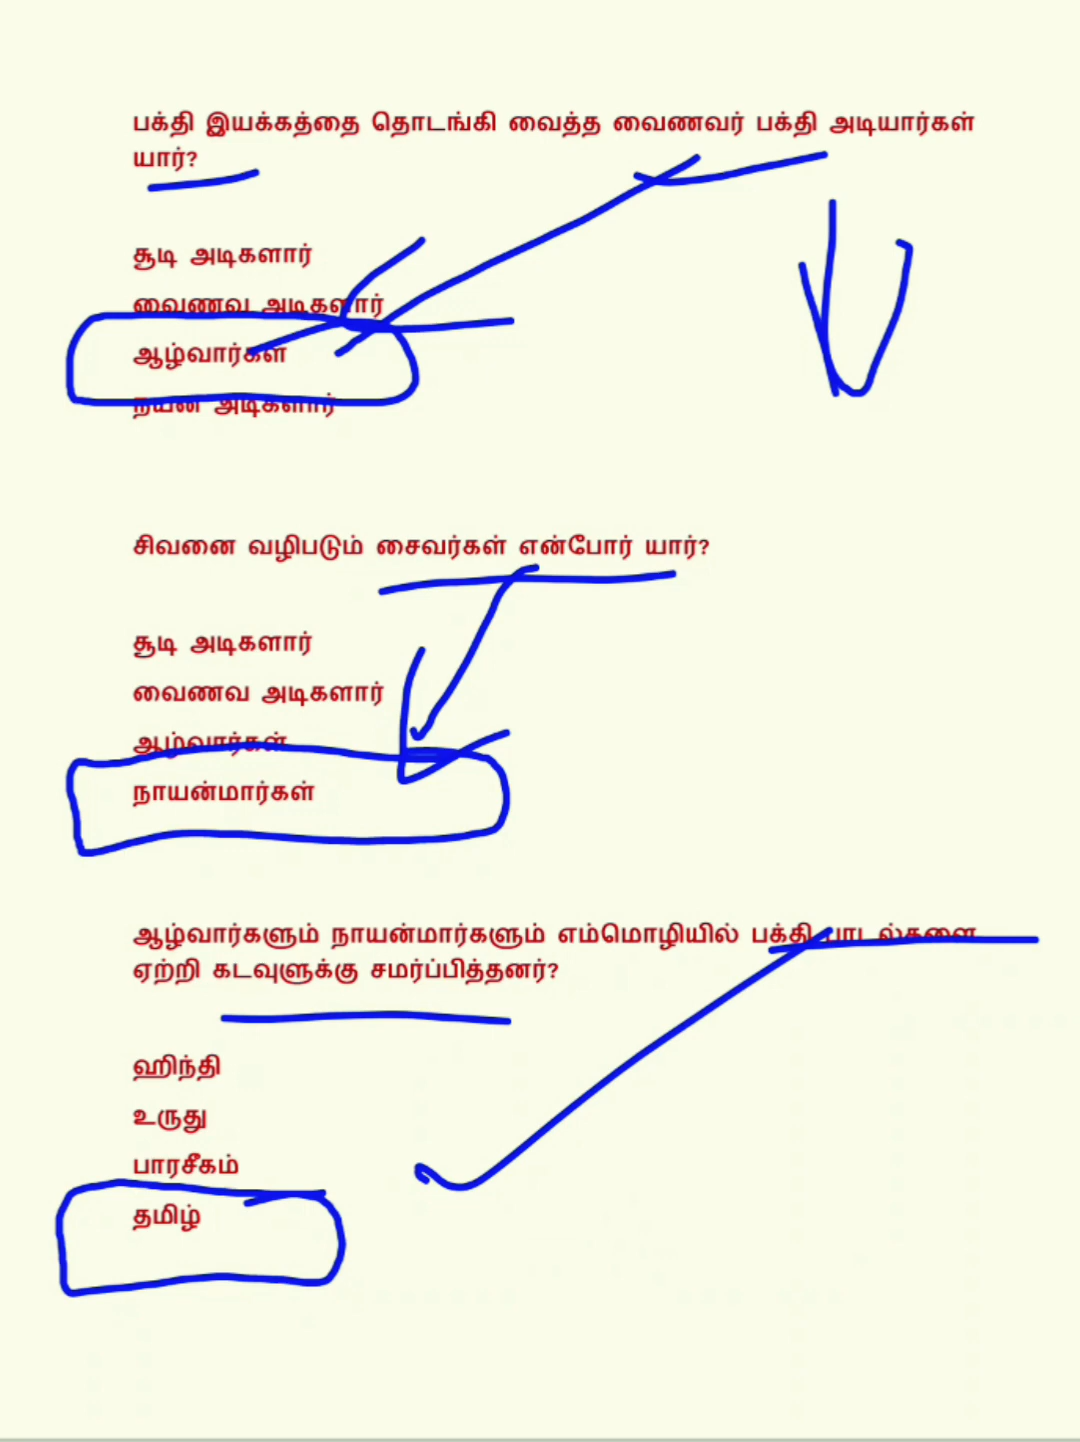 பக்தி இயக்கத்தை தொடங்கி வைத்த வைணவர் பக்தி அடியார்கள்
யார்?
சூடி அடிகளார்
வைணவ அடிகளார்
ஆழ்வார்கள்
நயன அடிகளார்
சிவனை வழிபடும் சைவர்கள் என்போர் யார்?
சூடி அடிகளார்
வைணவ அடிகளார்
ஆழ்வார்கள்
நாயன்மார்கள்
ஆழ்வார்களும் நாயன்மார்களும் எம்மொழியில் பக்தி பாடல்களை
ஏற்றி கடவுளுக்கு சமர்ப்பித்தனர்?
ஹிந்தி
உருது
பாரசீகம்
தமிழ்